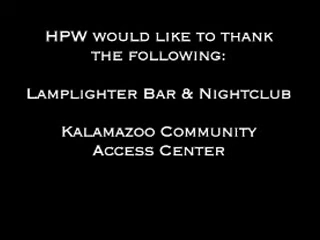 HPW would like to thank
the following:
Lamplighter Bar & Nightclub
Kalamazoo Community
Access Center